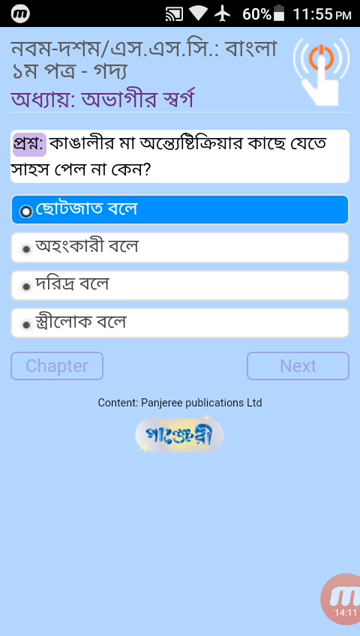 60% 11:55 PM
নবম-দশম/এস.এস.সি.: বাংলা
১ম পত্র - গদ্য
অধ্যায়: অভাগীর স্বর্গ
প্রশ্ন: কাঙালীর মা অন্ত্যেষ্টিক্রিয়ার কাছে যেতে
সাহস পেল না কেন?
ছোটজাত বলে
অহংকারী বলে
দরিদ্র বলে
স্ত্রীলোক বলে
Chapter Next
Content: Panjeree publications Ltd
পাঞ্জেরী
14:11